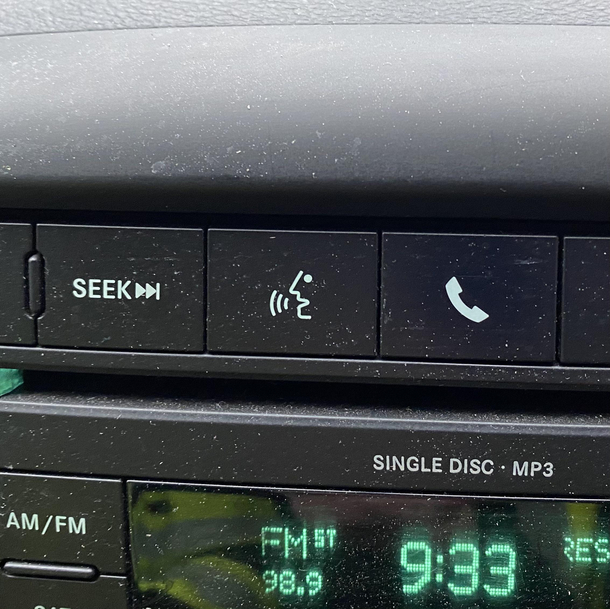 SEEK
SINGLE DISC · MP3
AM/FM
FM ST
9:33
98.9